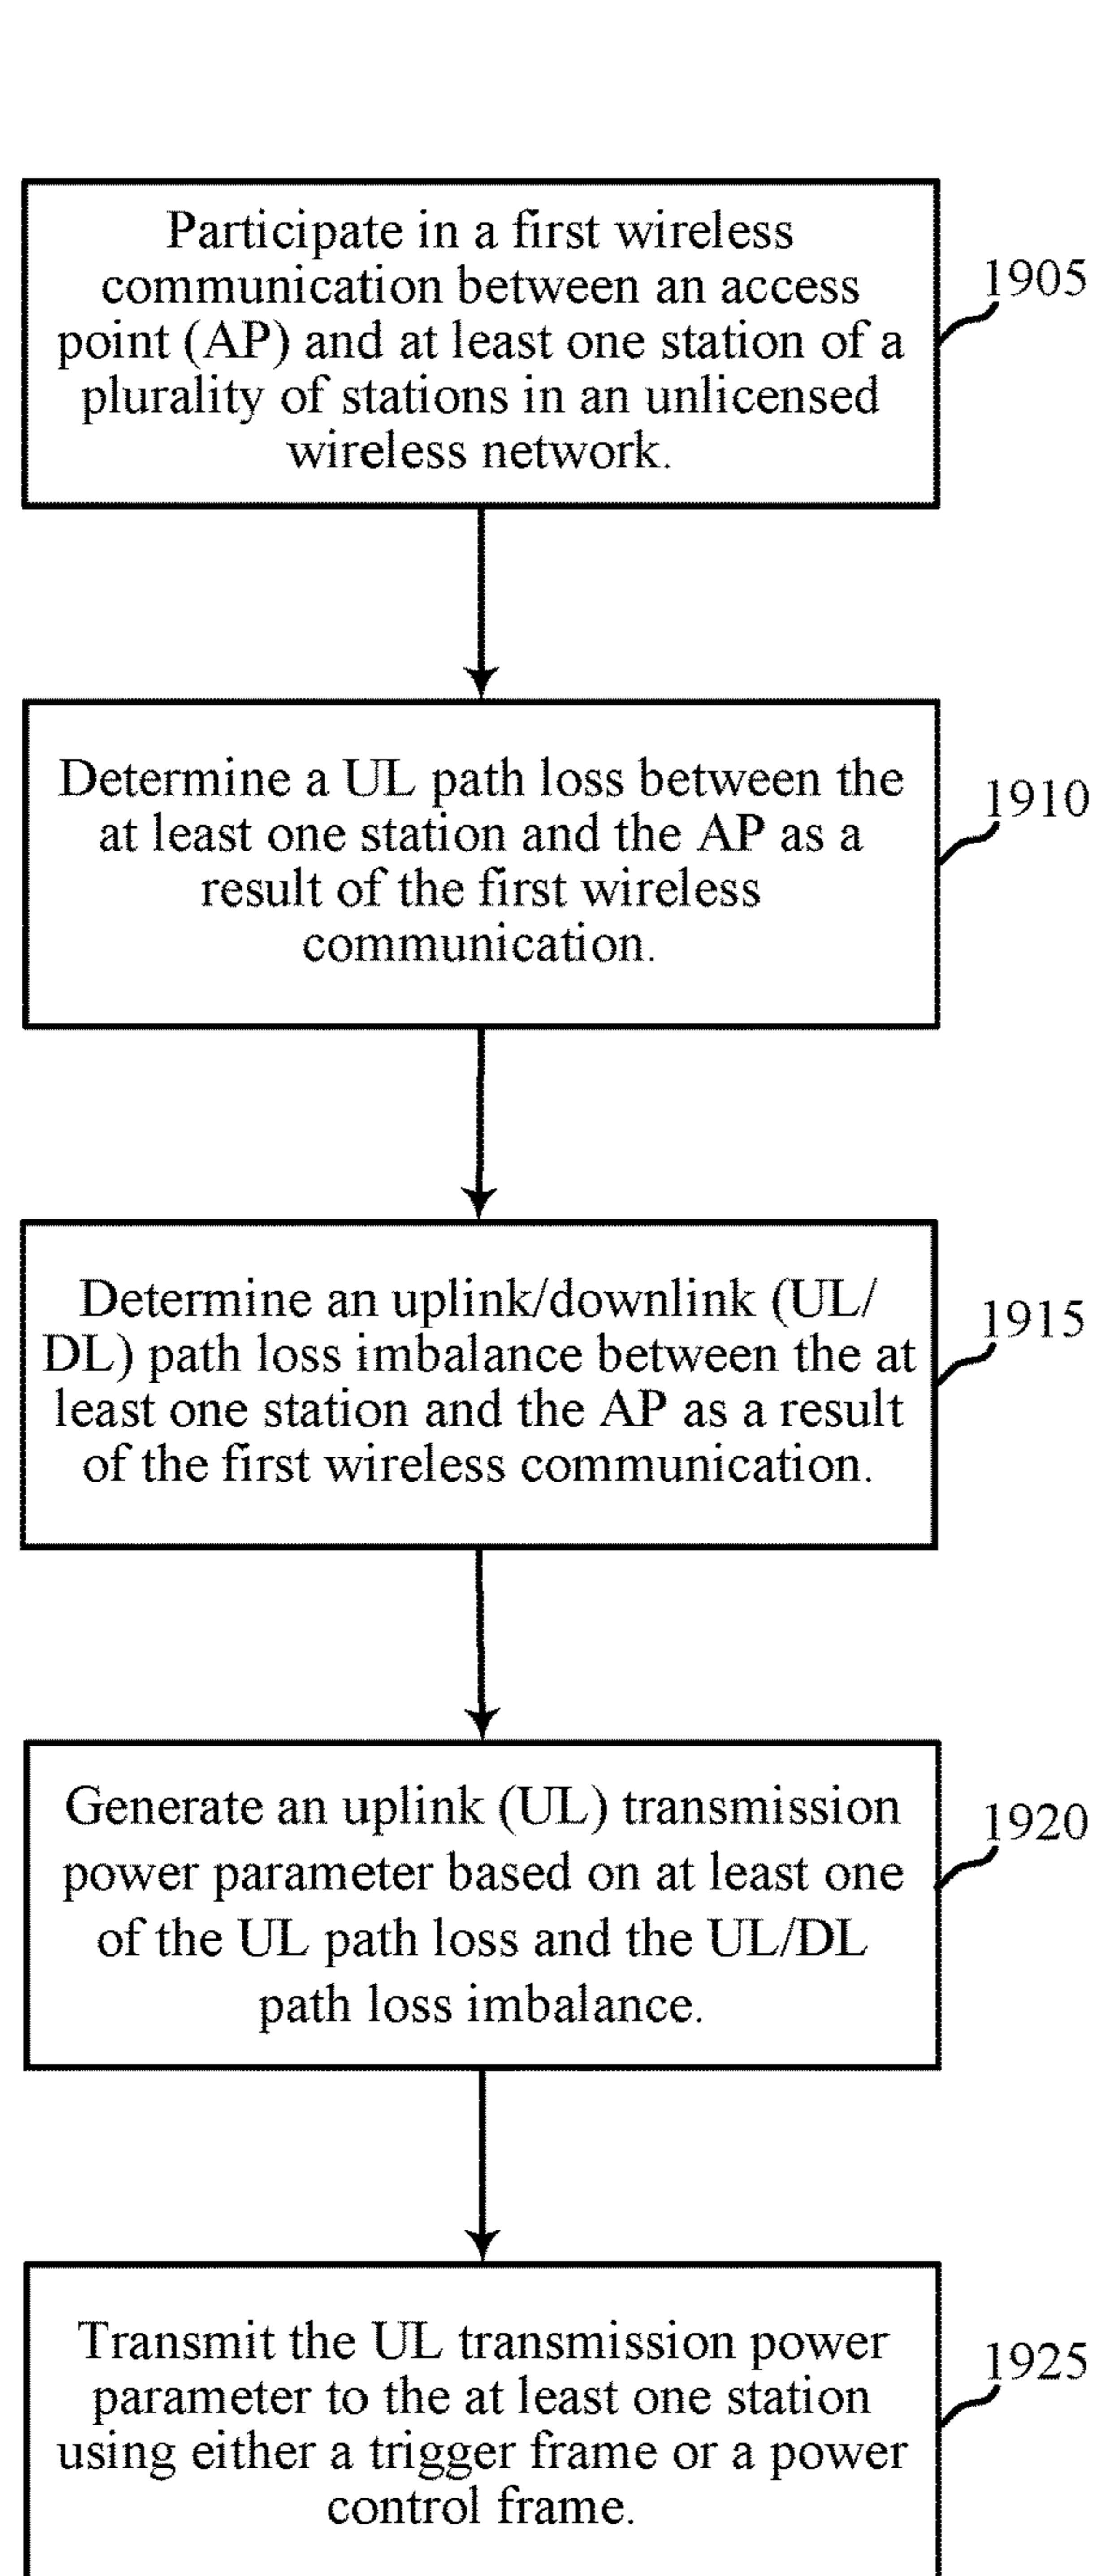 Participate in a first wireless
communication between an access
point (AP) and at least one station of a
plurality of stations in an unlicensed
wireless network.
1905
Determine a UL path loss between the
at least one station and the AP as a
result of the first wireless
communication.
1910
Determine an uplink/downlink (UL/
DL) path loss imbalance between the at
least one station and the AP as a result
of the first wireless communication.
1915
Generate an uplink (UL) transmission
power parameter based on at least one
of the UL path loss and the UL/DL
path loss imbalance.
1920
Transmit the UL transmission power
parameter to the at least one station
using either a trigger frame or a power
control frame.
1925